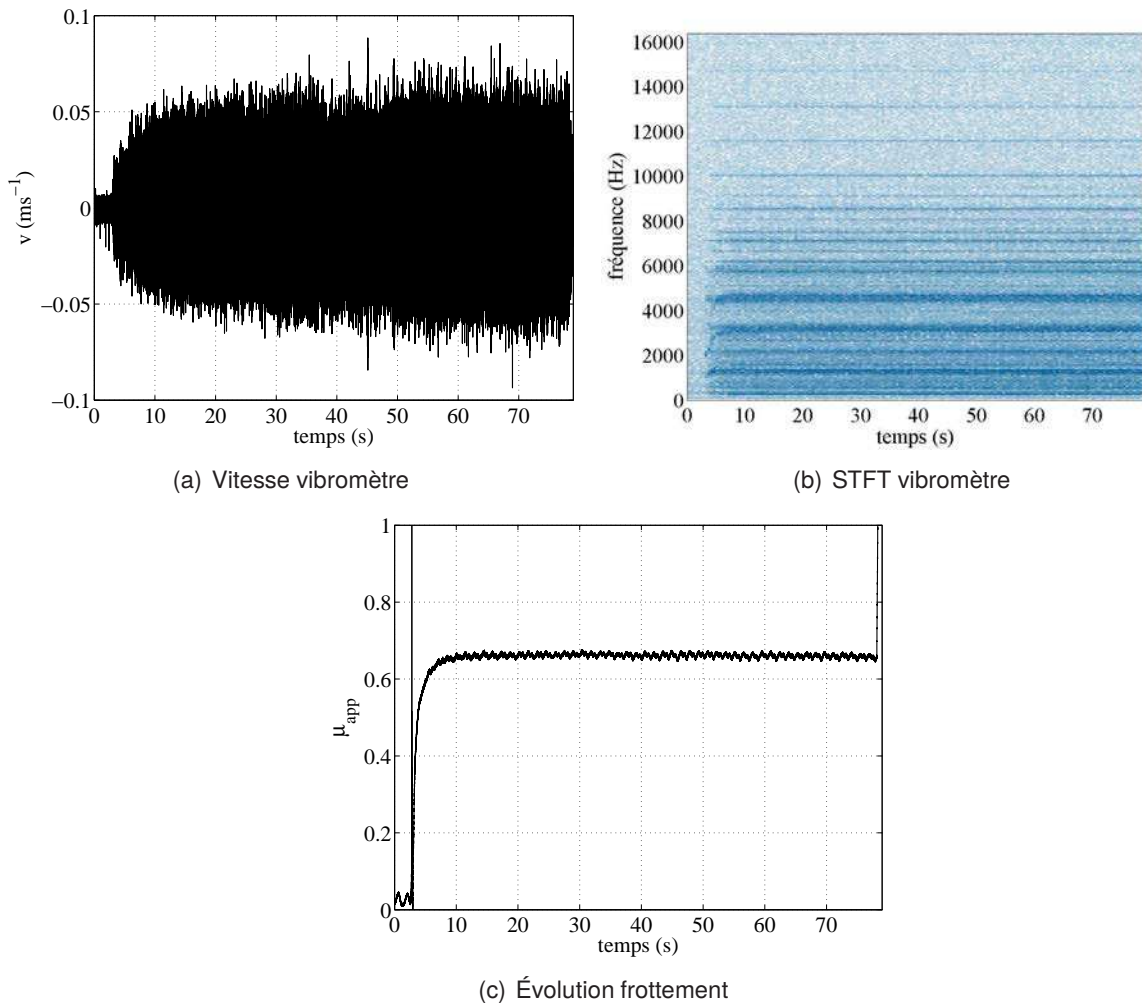 0.1
0.05
0
−0.05
−0.1
v (ms⁻¹)
0 10 20 30 40 50 60 70
temps (s)
(a) Vitesse vibromètre
16000
14000
12000
10000
8000
6000
4000
2000
0
fréquence (Hz)
0 10 20 30 40 50 60 70
temps (s)
(b) STFT vibromètre
1
0.8
0.6
0.4
0.2
0
μapp
0 10 20 30 40 50 60 70
temps (s)
(c) Évolution frottement